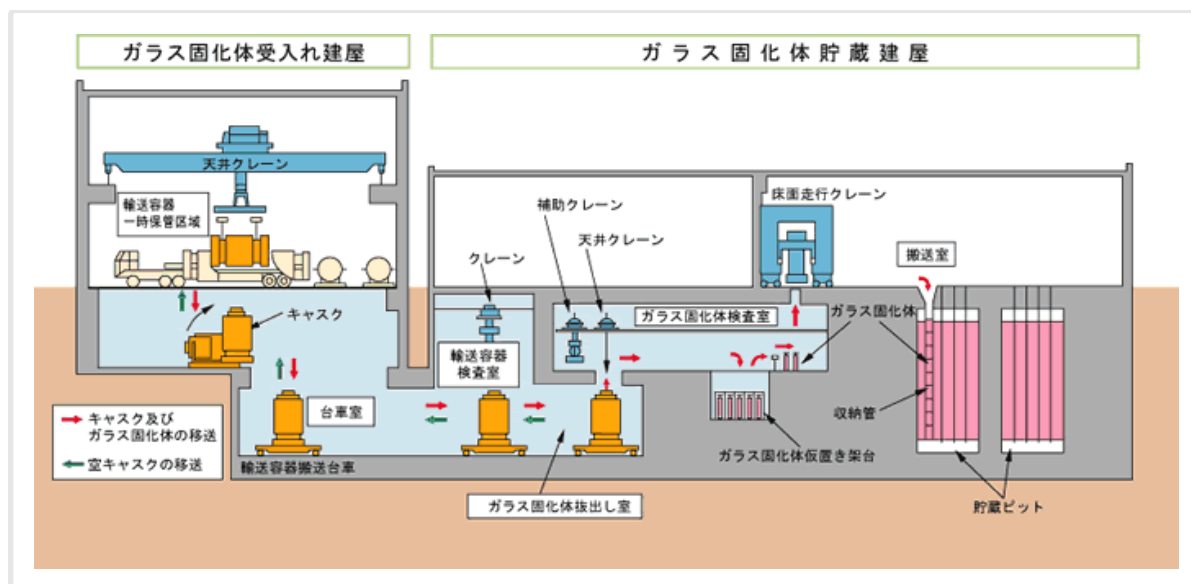 ガラス固化体受入れ建屋
ガラス固化体貯蔵建屋
天井クレーン
輸送容器
一時保管区域
キャスク
台車室
輸送容器搬送台車
キャスク及び
ガラス固化体の移送
空キャスクの移送
クレーン
輸送容器
検査室
補助クレーン
天井クレーン
ガラス固化体検査室
床面走行クレーン
搬送室
ガラス固化体
収納管
ガラス固化体仮置き架台
ガラス固化体抜出し室
貯蔵ピット